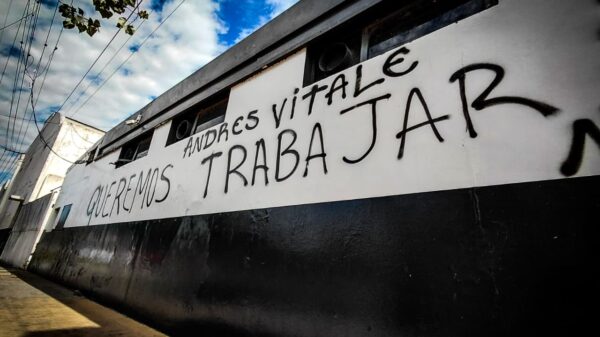 ANDRES VITALE
QUEREMOS TRABAJAR